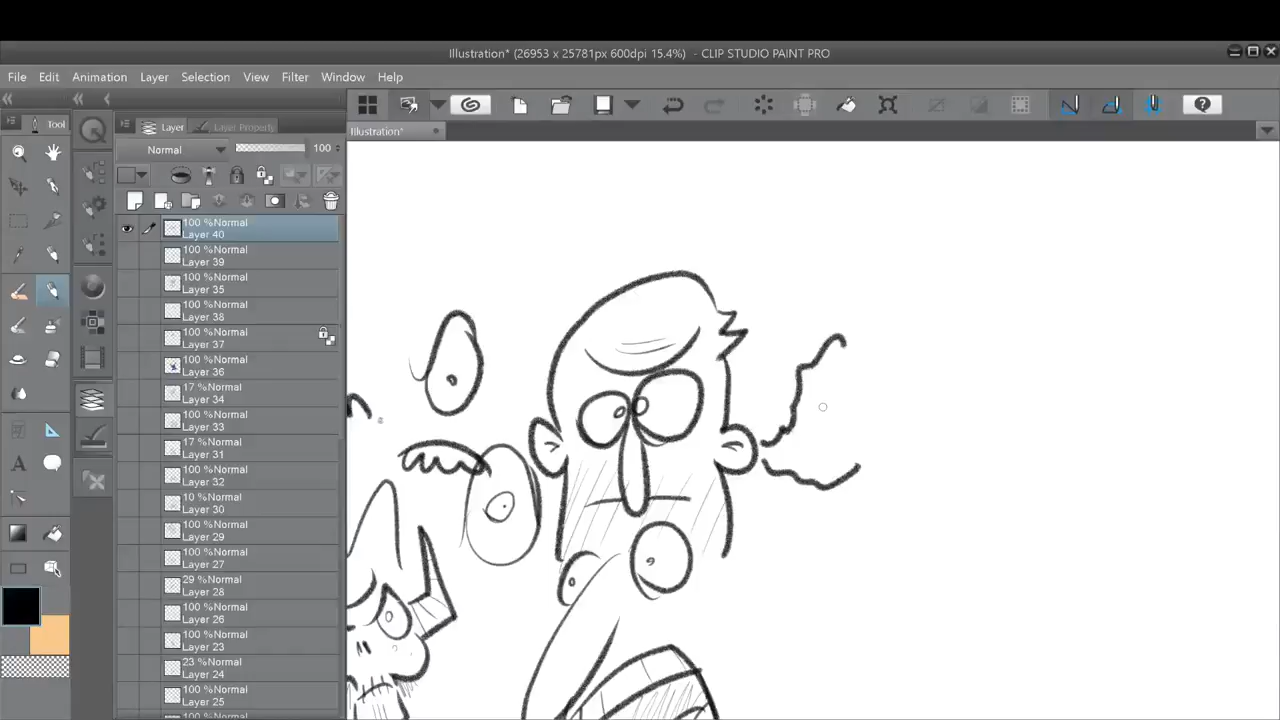 Illustration* (26953 x 25781px 600dpi 15.4%)  - CLIP STUDIO PAINT PRO
File Edit Animation Layer Selection View Filter Window Help
Tool Layer Layer Property
Illustration*
Normal 100
100 %Normal
Layer 40
100 %Normal
Layer 39
100 %Normal
Layer 35
100 %Normal
Layer 38
100 %Normal
Layer 37
100 %Normal
Layer 36
17 %Normal
Layer 34
100 %Normal
Layer 33
17 %Normal
Layer 31
100 %Normal
Layer 32
10 %Normal
Layer 30
100 %Normal
Layer 29
100 %Normal
Layer 27
29 %Normal
Layer 28
100 %Normal
Layer 26
100 %Normal
Layer 23
23 %Normal
Layer 24
100 %Normal
Layer 25
100 %Normal